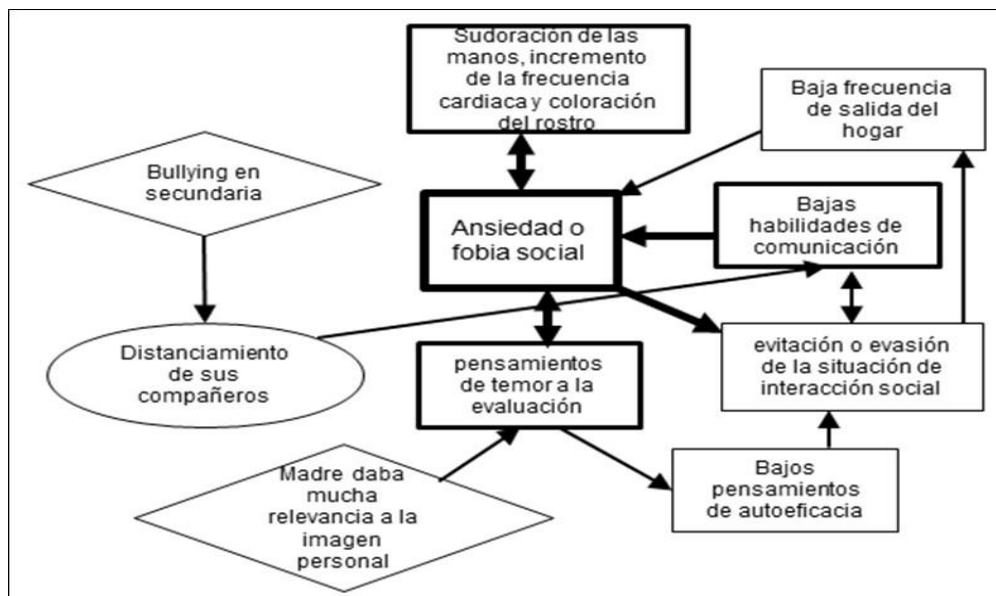 Sudoración de las
manos, incremento
de la frecuencia
cardiaca y coloración
del rostro
Baja frecuencia
de salida del
hogar
Bullying en
secundaria
Ansiedad o
fobia social
Bajas
habilidades de
comunicación
Distanciamiento
de sus
compañeros
pensamientos
de temor a la
evaluación
evitación o evasión
de la situación de
interacción social
Madre daba
mucha
relevancia a la
imagen
personal
Bajos
pensamientos
de autoeficacia